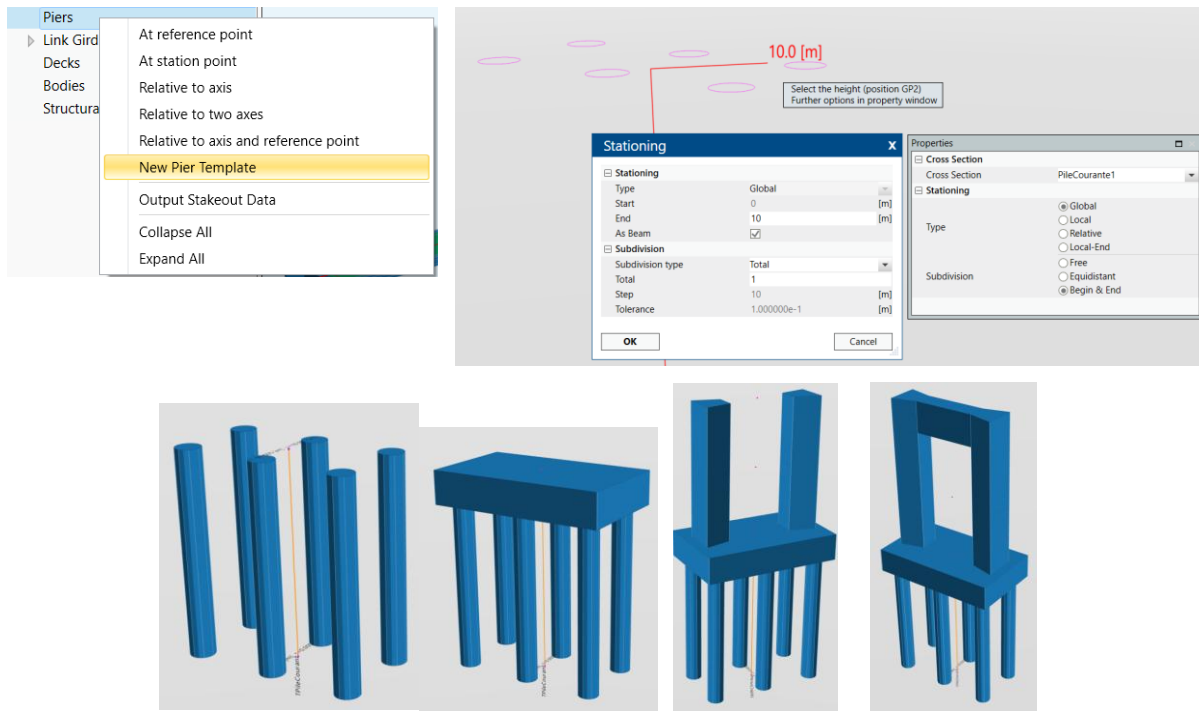 Piers
Link Gird
Decks
Bodies
Structura
At reference point
At station point
Relative to axis
Relative to two axes
Relative to axis and reference point
New Pier Template
Output Stakeout Data
Collapse All
Expand All
10.0 [m]
Select the height (position GP2)
Further options in property window
Stationing X
Stationing
Type Global
Start 0 [m]
End 10 [m]
As Beam
Subdivision
Subdivision type Total
Total 1
Step 10 [m]
Tolerance 1.000000e-1 [m]
OK Cancel
Properties
Cross Section
Cross Section PileCourante1
Stationing
Type
Global
Local
Relative
Local-End
Subdivision
Free
Equidistant
Begin & End